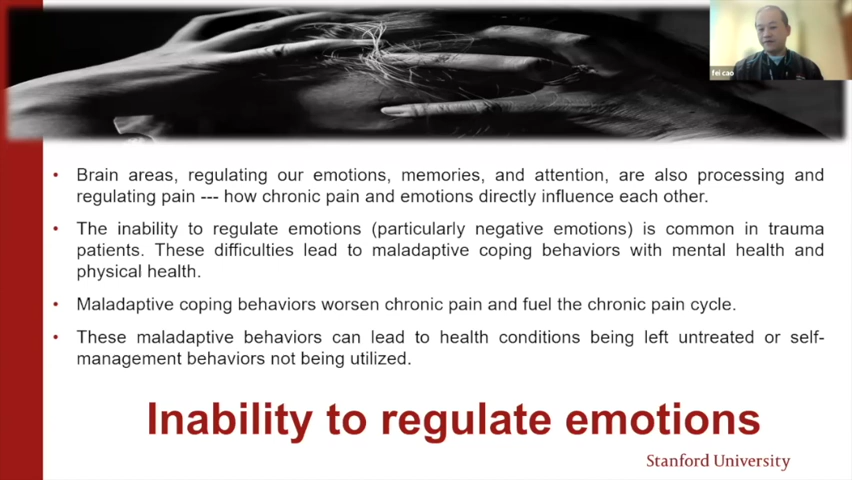 fei cao
• Brain areas, regulating our emotions, memories, and attention, are also processing and
regulating pain --- how chronic pain and emotions directly influence each other.
• The inability to regulate emotions (particularly negative emotions) is common in trauma
patients. These difficulties lead to maladaptive coping behaviors with mental health and
physical health.
• Maladaptive coping behaviors worsen chronic pain and fuel the chronic pain cycle.
• These maladaptive behaviors can lead to health conditions being left untreated or self-
management behaviors not being utilized.
Inability to regulate emotions
Stanford University